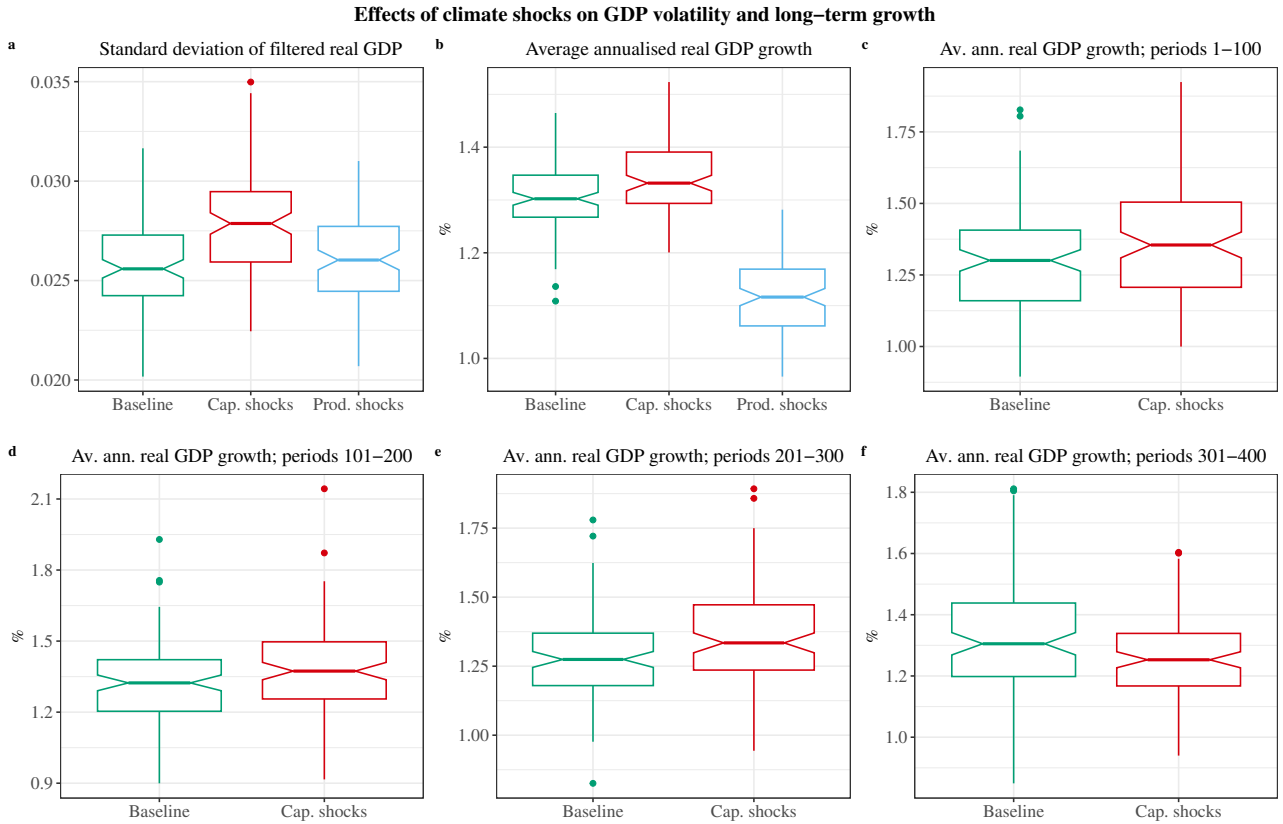 Effects of climate shocks on GDP volatility and long−term growth
a
Standard deviation of filtered real GDP
0.035
0.030
0.025
0.020
Baseline
Cap. shocks
Prod. shocks
b
Average annualised real GDP growth
%
1.4
1.2
1.0
Baseline
Cap. shocks
Prod. shocks
c
Av. ann. real GDP growth; periods 1−100
%
1.75
1.50
1.25
1.00
Baseline
Cap. shocks
d
Av. ann. real GDP growth; periods 101−200
%
2.1
1.8
1.5
1.2
0.9
Baseline
Cap. shocks
e
Av. ann. real GDP growth; periods 201−300
%
1.75
1.50
1.25
1.00
Baseline
Cap. shocks
f
Av. ann. real GDP growth; periods 301−400
%
1.8
1.6
1.4
1.2
1.0
Baseline
Cap. shocks